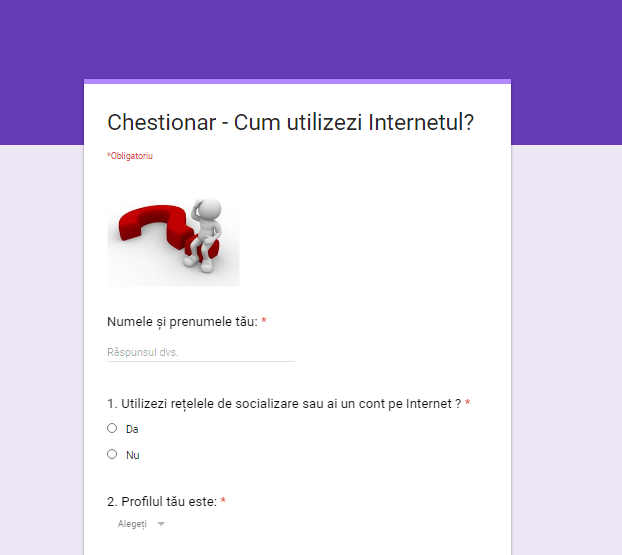 Chestionar - Cum utilizezi Internetul?
*Obligatoriu
Numele și prenumele tău: *
Răspunsul dvs.
1. Utilizezi rețelele de socializare sau ai un cont pe Internet ? *
Da
Nu
2. Profilul tău este: *
Alegeți